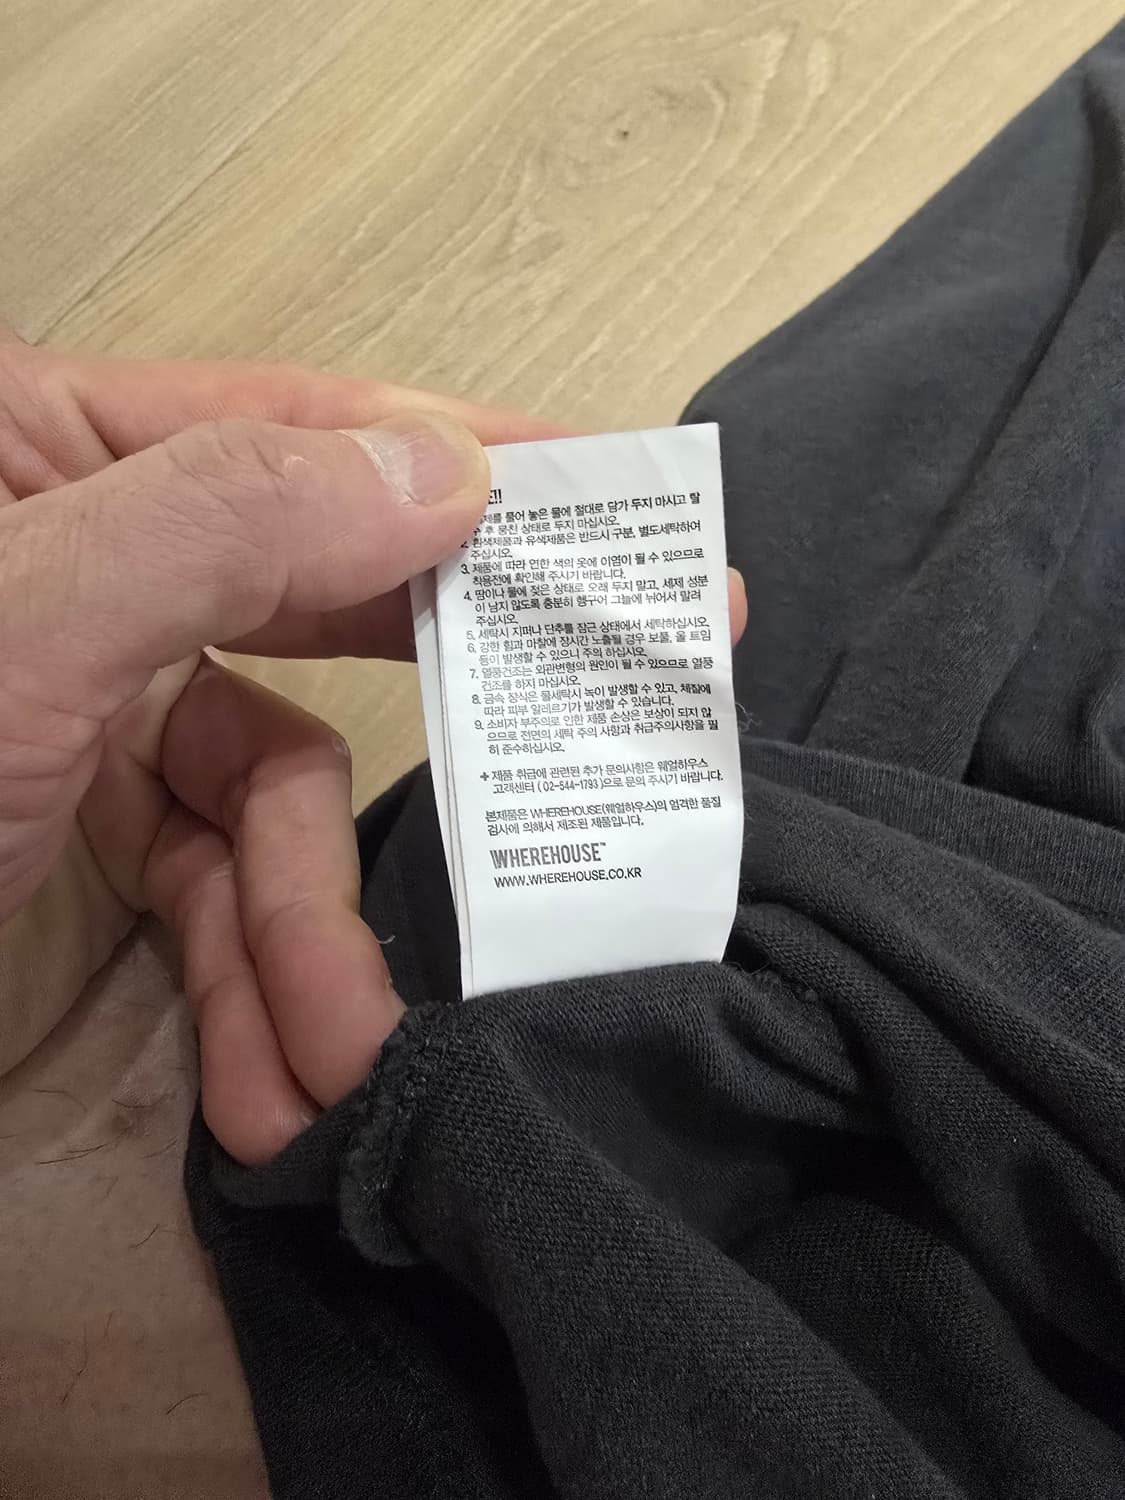 E!!
제를 풀어 놓은 물에 절대로 담가 두지 마시고 탈
수 후 뭉친 상태로 두지 마십시오.
2. 흰색제품과 유색제품은 반드시 구분, 별도세탁하여
주십시오.
3. 제품에 따라 연한 색의 옷에 이염이 될 수 있으므로
착용전에 확인해 주시기 바랍니다.
4. 땀이나 물에 젖은 상태로 오래 두지 말고, 세제 성분
이 남지 않도록 충분히 헹구어 그늘에 뉘어서 말려
주십시오.
5. 세탁시 지퍼나 단추를 잠근 상태에서 세탁하십시오.
6. 강한 힘과 마찰에 장시간 노출될 경우 보풀, 올 트임
등이 발생할 수 있으니 주의 하십시오.
7. 열풍건조는 외관변형의 원인이 될 수 있으므로 열풍
건조를 하지 마십시오.
8. 금속 장식은 물세탁시 녹이 발생할 수 있고, 체질에
따라 피부 알레르기가 발생할 수 있습니다.
9. 소비자 부주의로 인한 제품 손상은 보상이 되지 않
으므로 전면의 세탁 주의 사항과 취급주의사항을 필
히 준수하십시오.
✚ 제품 취급에 관련된 추가 문의사항은 웨얼하우스
고객센터 ( 02-544-1793 )으로 문의 주시기 바랍니다.
본제품은 WHEREHOUSE(웨얼하우스)의 엄격한 품질
검사에 의해서 제조된 제품입니다.
WHEREHOUSE™
WWW.WHEREHOUSE.CO.KR